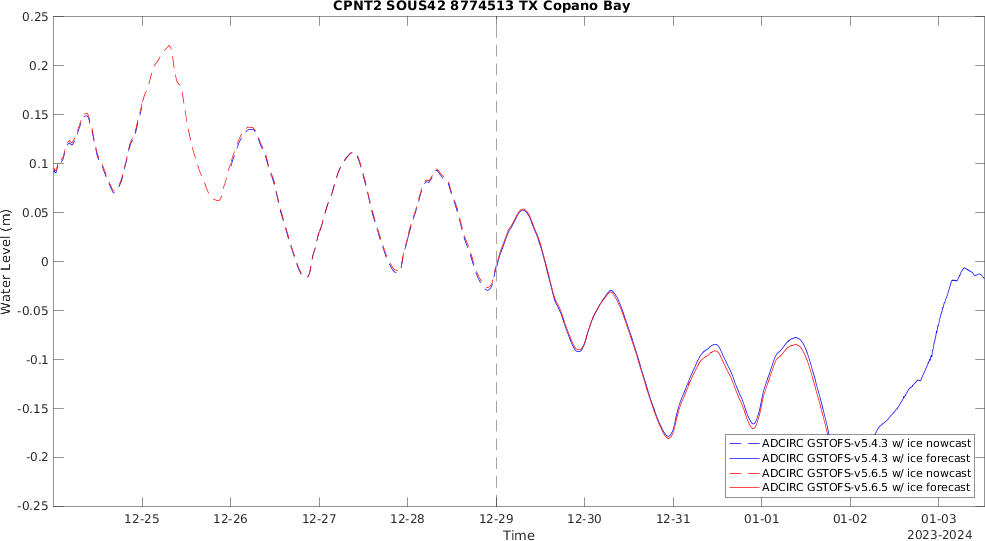 CPNT2 SOUS42 8774513 TX Copano Bay
0.25
0.2
0.15
0.1
0.05
0
-0.05
-0.1
-0.15
-0.2
-0.25
Water Level (m)
12-25 12-26 12-27 12-28 12-29 12-30 12-31 01-01 01-02 01-03
Time
2023-2024
ADCIRC GSTOFS-v5.4.3 w/ ice nowcast
ADCIRC GSTOFS-v5.4.3 w/ ice forecast
ADCIRC GSTOFS-v5.6.5 w/ ice nowcast
ADCIRC GSTOFS-v5.6.5 w/ ice forecast